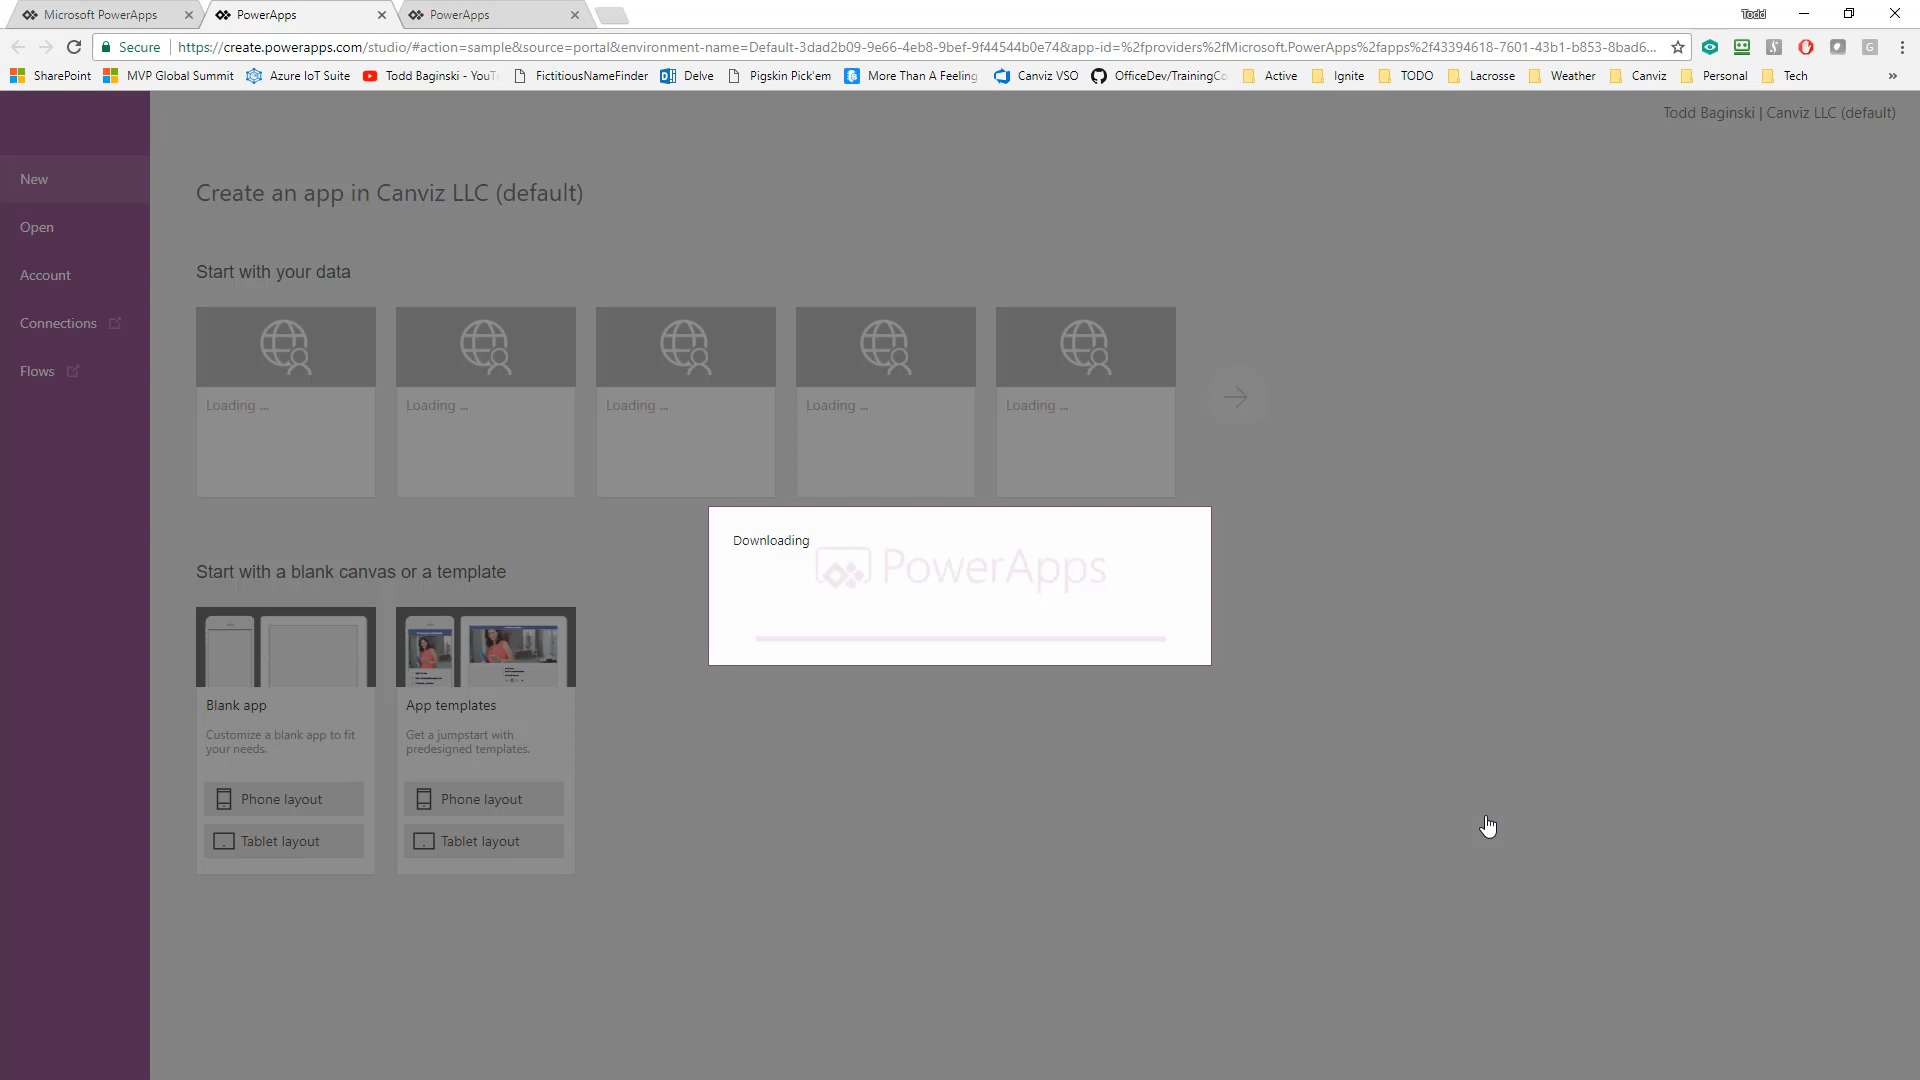 Microsoft PowerApps
PowerApps
PowerApps
Todd
Secure
https://create.powerapps.com/studio/#action=sample&source=portal&environment-name=Default-3dad2b09-9e66-4eb8-9bef-9f44544b0e74&app-id=%2fproviders%2fMicrosoft.PowerApps%2fapps%2f43394618-7601-43b1-b853-8bad6...
SharePoint
MVP Global Summit
Azure IoT Suite
Todd Baginski - YouT
FictitiousNameFinder
Delve
Pigskin Pick'em
More Than A Feeling
Canviz VSO
OfficeDev/TrainingCo
Active
Ignite
TODO
Lacrosse
Weather
Canviz
Personal
Tech
»
Todd Baginski | Canviz LLC (default)
New
Open
Account
Connections
Flows
Create an app in Canviz LLC (default)
Start with your data
Loading ...
Loading ...
Loading ...
Loading ...
Loading ...
Downloading
PowerApps
Start with a blank canvas or a template
Blank app
Customize a blank app to fit
your needs.
Phone layout
Tablet layout
App templates
Get a jumpstart with
predesigned templates.
Phone layout
Tablet layout